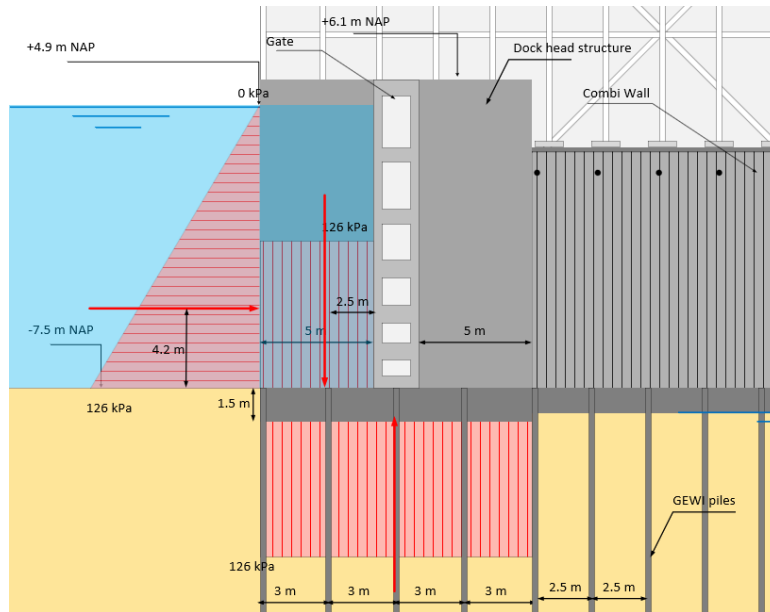 +6.1 m NAP
+4.9 m NAP
Gate
Dock head structure
0 kPa
Combi Wall
126 kPa
2.5 m
-7.5 m NAP
5 m
5 m
4.2 m
126 kPa
1.5 m
GEWI piles
126 kPa
3 m
3 m
3 m
3 m
2.5 m
2.5 m